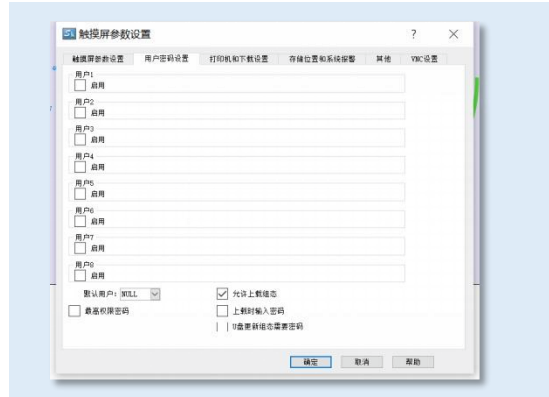 触摸屏参数设置
触摸屏参数设置 用户密码设置 打印机和下载设置 存储位置和系统报警 其他 VNC设置
用户1
启用
用户2
启用
用户3
启用
用户4
启用
用户5
启用
用户6
启用
用户7
启用
用户8
启用
默认用户: NULL 允许上载组态
最高权限密码 上载时输入密码
U盘更新组态需要密码
确定 取消 帮助